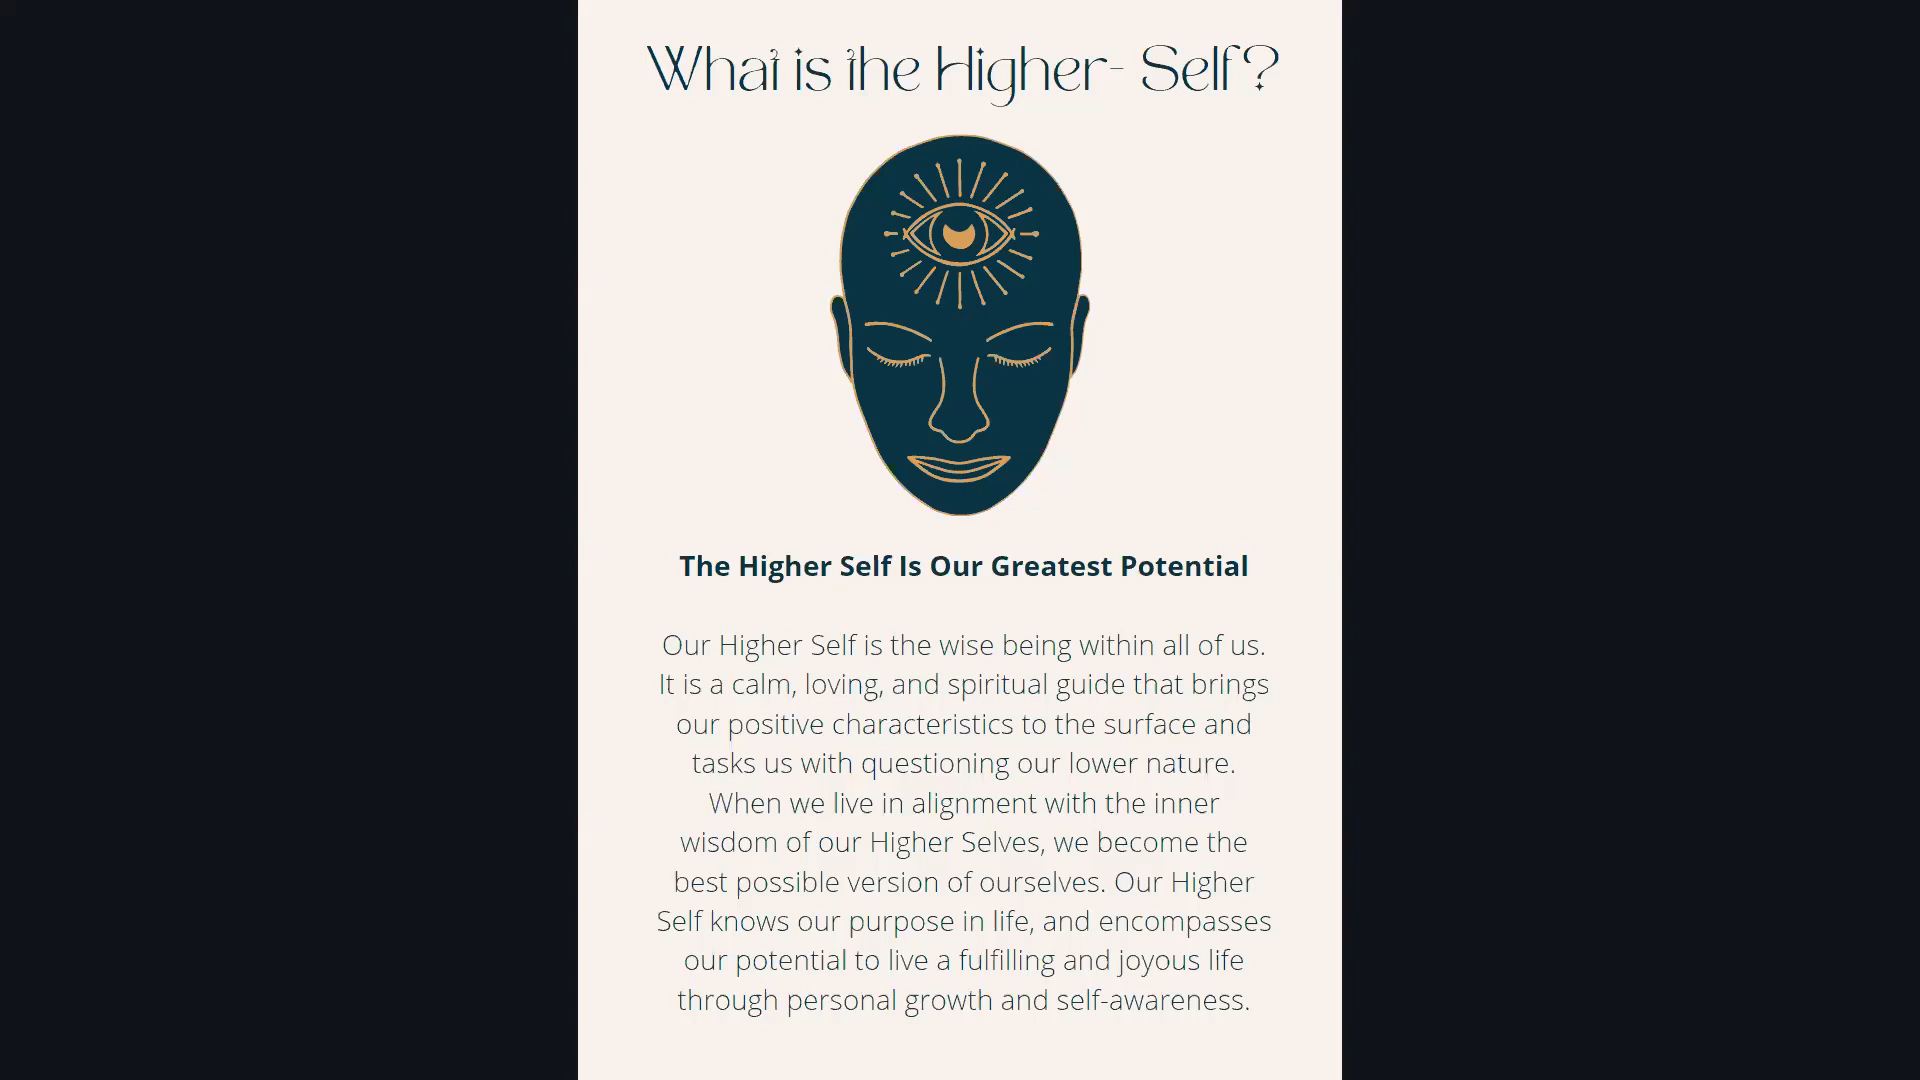 What is the Higher- Self?
The Higher Self Is Our Greatest Potential
Our Higher Self is the wise being within all of us.
It is a calm, loving, and spiritual guide that brings
our positive characteristics to the surface and
tasks us with questioning our lower nature.
When we live in alignment with the inner
wisdom of our Higher Selves, we become the
best possible version of ourselves. Our Higher
Self knows our purpose in life, and encompasses
our potential to live a fulfilling and joyous life
through personal growth and self-awareness.